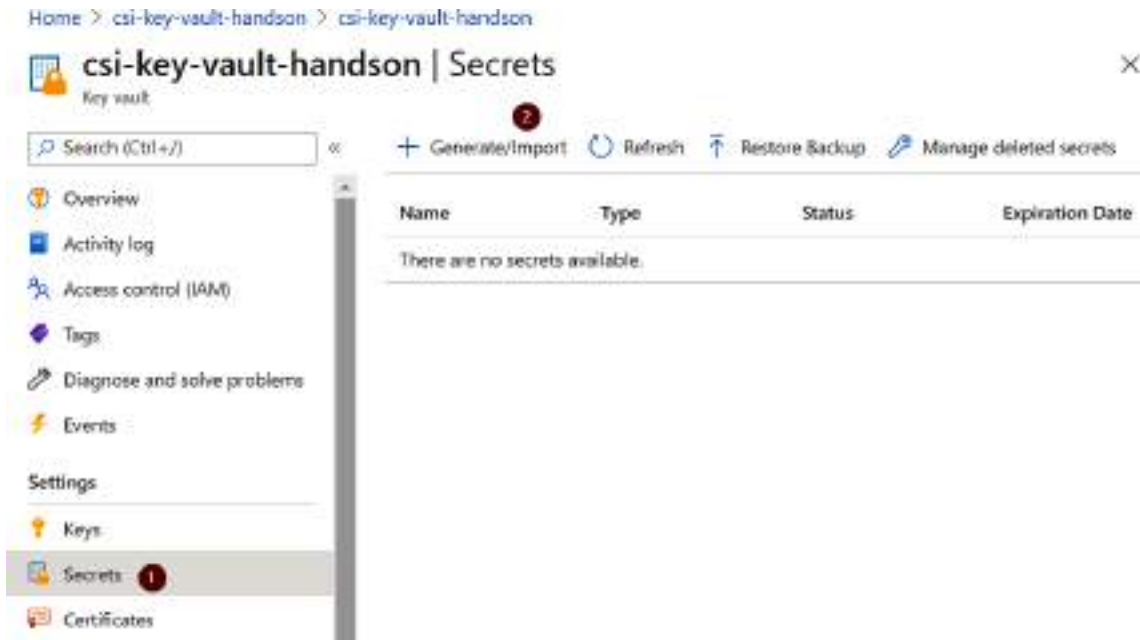 Home > csi-key-vault-handson > csi-key-vault-handson
csi-key-vault-handson | Secrets
Key vault
2
Search (Ctrl+/)
Generate/Import Refresh Restore Backup Manage deleted secrets
Overview
Name Type Status Expiration Date
Activity log
There are no secrets available.
Access control (IAM)
Tags
Diagnose and solve problems
Events
Settings
Keys
Secrets 1
Certificates